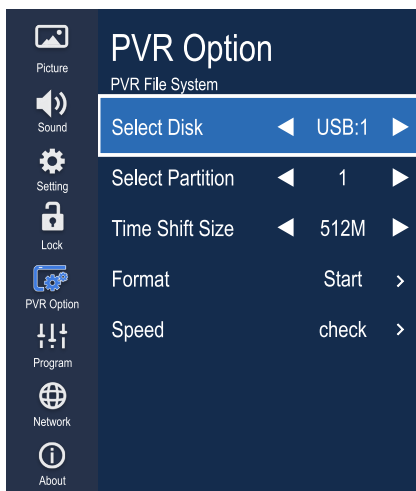 Picture
Sound
Setting
Lock
PVR Option
Program
Network
About
PVR Option
PVR File System
Select Disk USB:1
Select Partition 1
Time Shift Size 512M
Format Start
Speed check